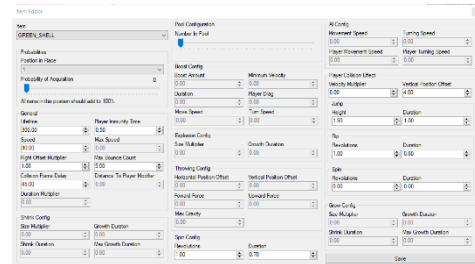 Item Editor
Item
GREEN_SHELL
Probabilities
Position In Race
1
Probability of Acquisition 0
All items in this position should add to 100%.
General
Lifetime Player Immunity Time
300.00 0.50
Speed Max Speed
80.00 0.00
Right Offset Multiplier Max Bounce Count
1.00 5.00
Collision Frame Delay Distance To Player Modifier
45.00 0.00
Duration Multiplier
0.00
Shrink Config
Size Multiplier Growth Duration
0.00 0.00
Shrink Duration Max Growth Duration
0.00 0.00
Pool Configuration
Number In Pool
Boost Config
Boost Amount Minimum Velocity
0.00 0.00
Duration Player Drag
0.00 0.00
Move Speed Turn Speed
0.00 0.00
Explosion Config
Size Multiplier Growth Duration
0.00 0.00
Throwing Config
Horizontal Position Offset Vertical Position Offset
0.00 0.00
Forward Force Upward Force
0.00 0.00
Max Gravity
0.00
Spin Config
Revolutions Duration
1.00 0.70
AI Config
Movement Speed Turning Speed
0.00 0.00
Player Movement Speed Player Turning Speed
0.00 0.00
Player Collision Effect
Velocity Multiplier Vertical Position Offset
0.00 4.00
Jump
Height Duration
1.50 1.00
Flip
Revolutions Duration
1.00 0.80
Spin
Revolutions Duration
0.00 0.00
Grow Config
Size Multiplier Growth Duration
0.00 0.00
Shrink Duration Max Growth Duration
0.00 0.00
Save